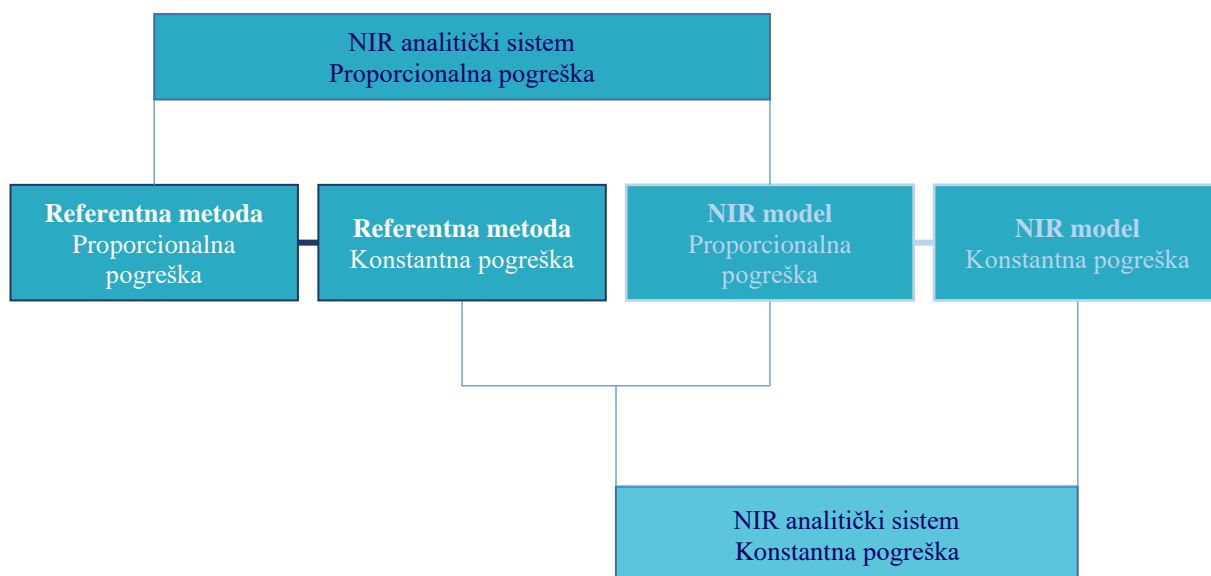 NIR analitički sistem
Proporcionalna pogreška
Referentna metoda
Proporcionalna
pogreška
Referentna metoda
Konstantna pogreška
NIR model
Proporcionalna
pogreška
NIR model
Konstantna pogreška
NIR analitički sistem
Konstantna pogreška